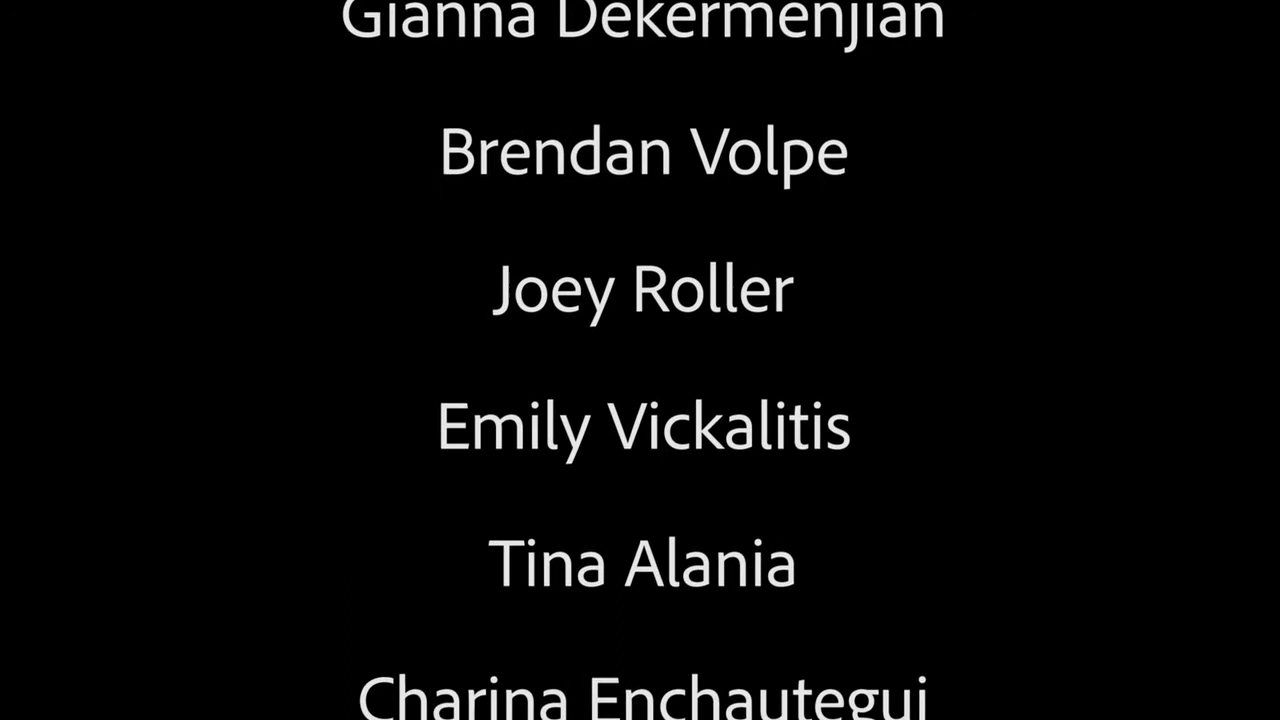 Gianna Dekermenjian
Brendan Volpe
Joey Roller
Emily Vickalitis
Tina Alania
Charina Enchautegui